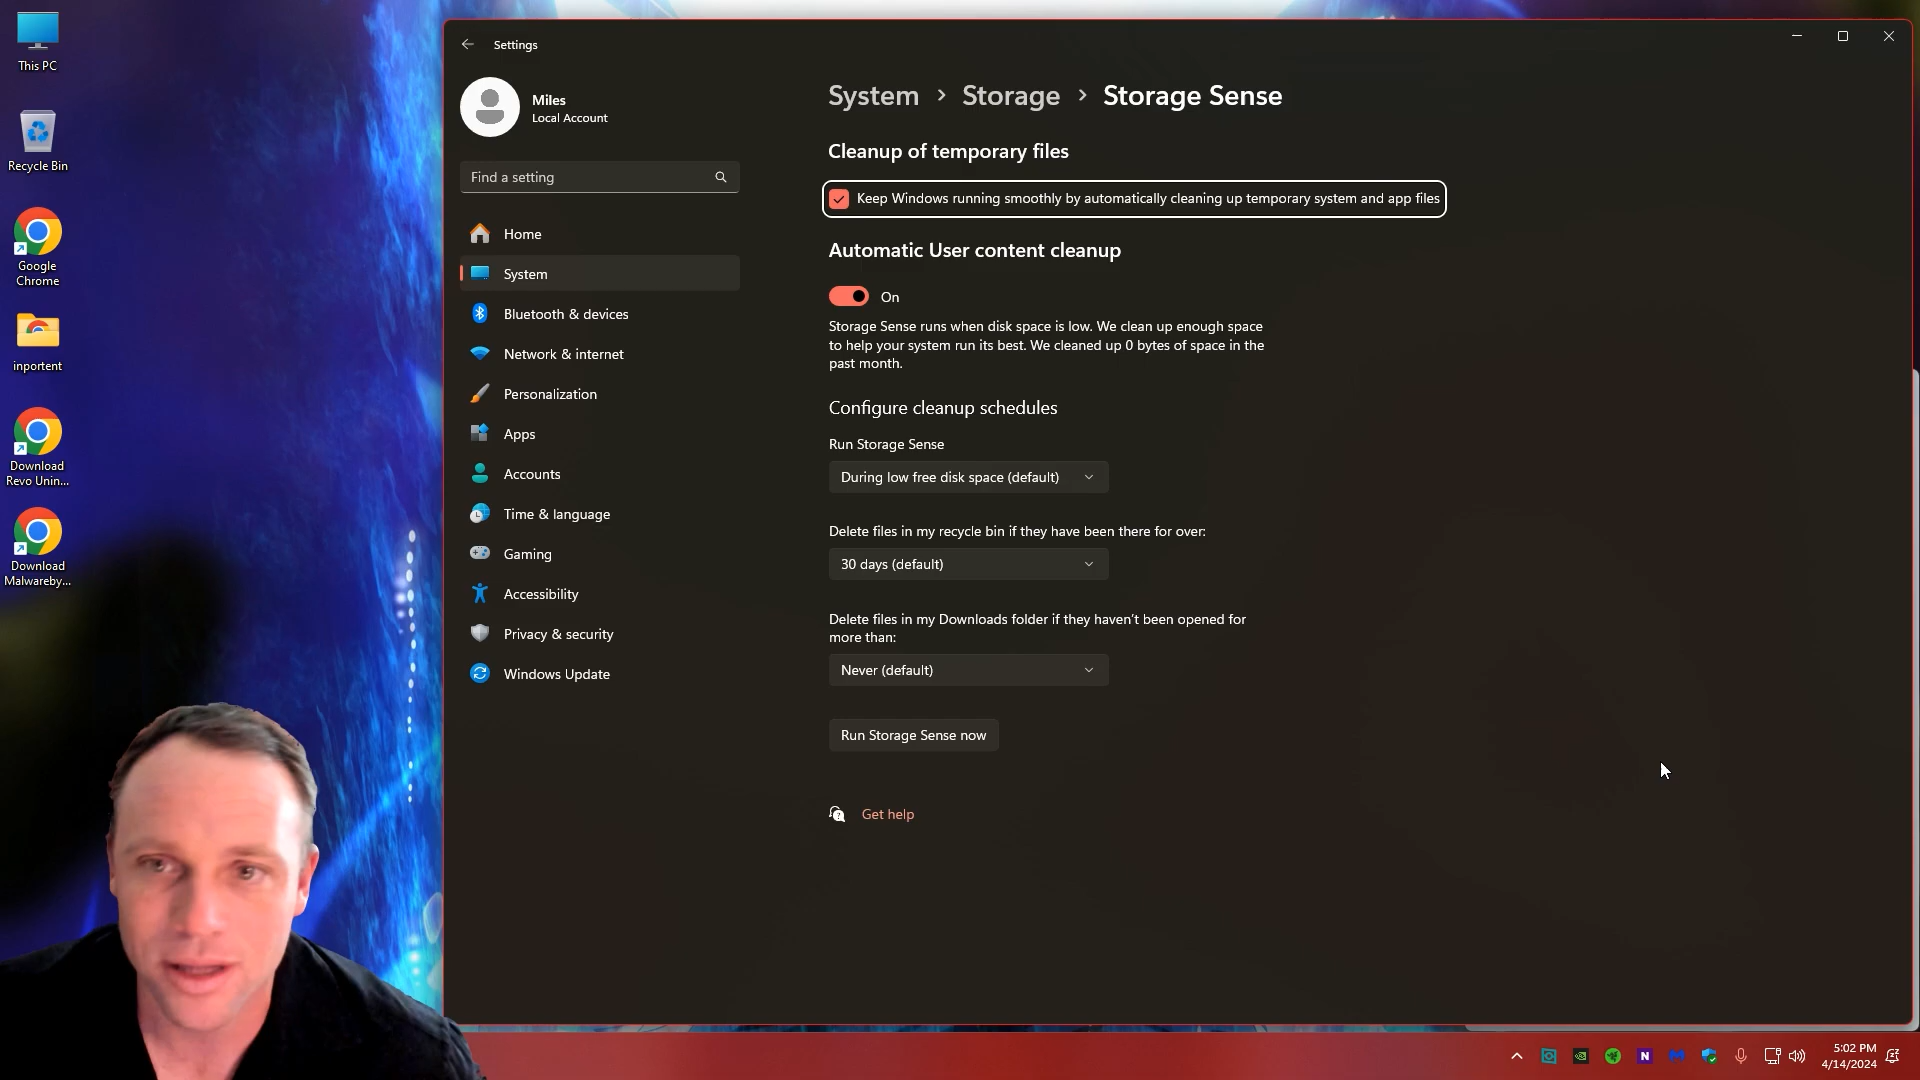 This PC
Recycle Bin
Google
Chrome
inportent
Download
Revo Unin...
Download
Malwareby...
Settings
Miles
Local Account
Find a setting
Home
System
Bluetooth & devices
Network & internet
Personalization
Apps
Accounts
Time & language
Gaming
Accessibility
Privacy & security
Windows Update
System > Storage > Storage Sense
Cleanup of temporary files
Keep Windows running smoothly by automatically cleaning up temporary system and app files
Automatic User content cleanup
On
Storage Sense runs when disk space is low. We clean up enough space
to help your system run its best. We cleaned up 0 bytes of space in the
past month.
Configure cleanup schedules
Run Storage Sense
During low free disk space (default)
Delete files in my recycle bin if they have been there for over:
30 days (default)
Delete files in my Downloads folder if they haven't been opened for
more than:
Never (default)
Run Storage Sense now
Get help
N
5:02 PM
4/14/2024